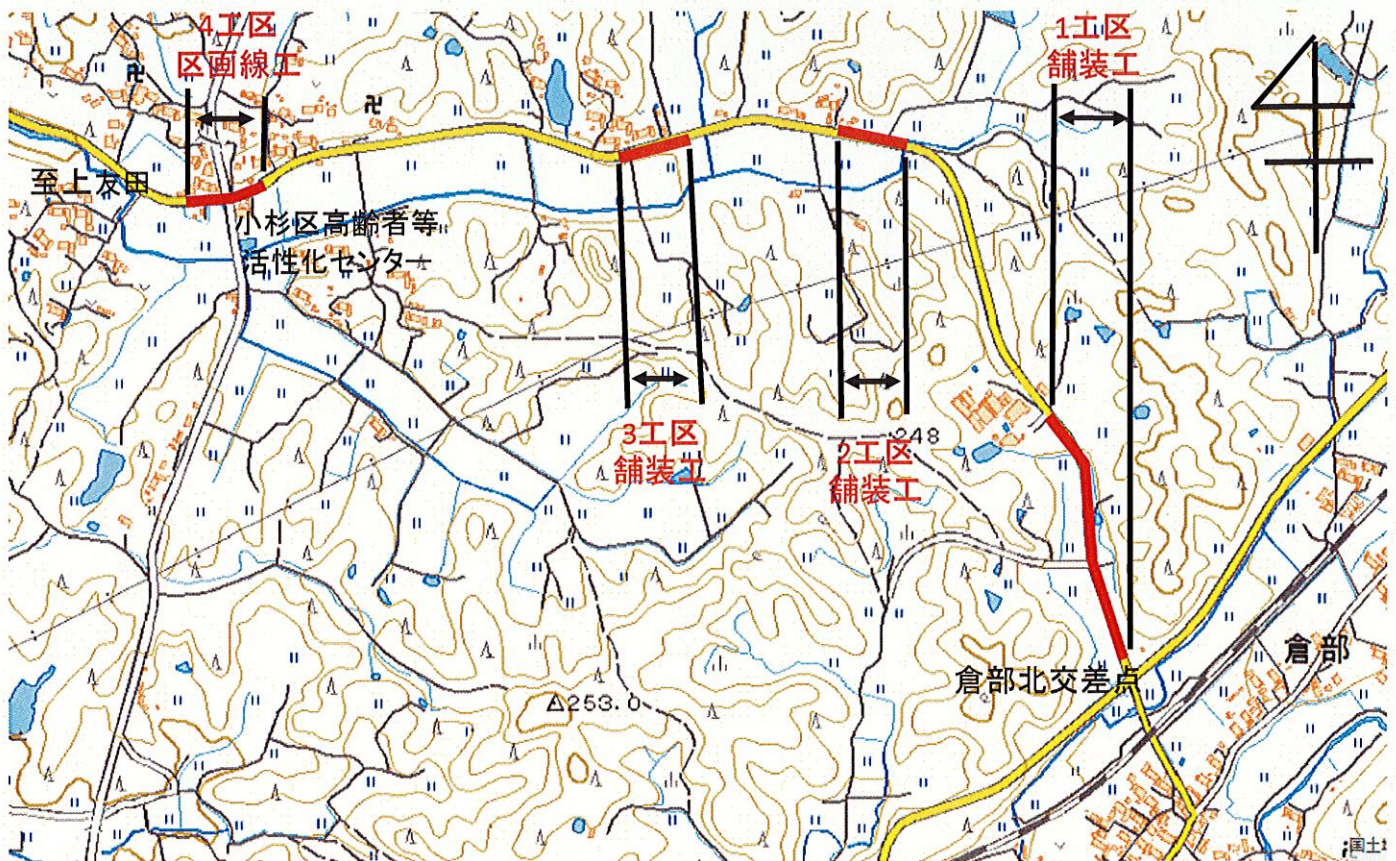 4工区
区画線工
1工区
舗装工
至上友田
小杉区高齢者等
活性化センター
3工区
舗装工
248
2工区
舗装工
倉部
倉部北交差点
253.0